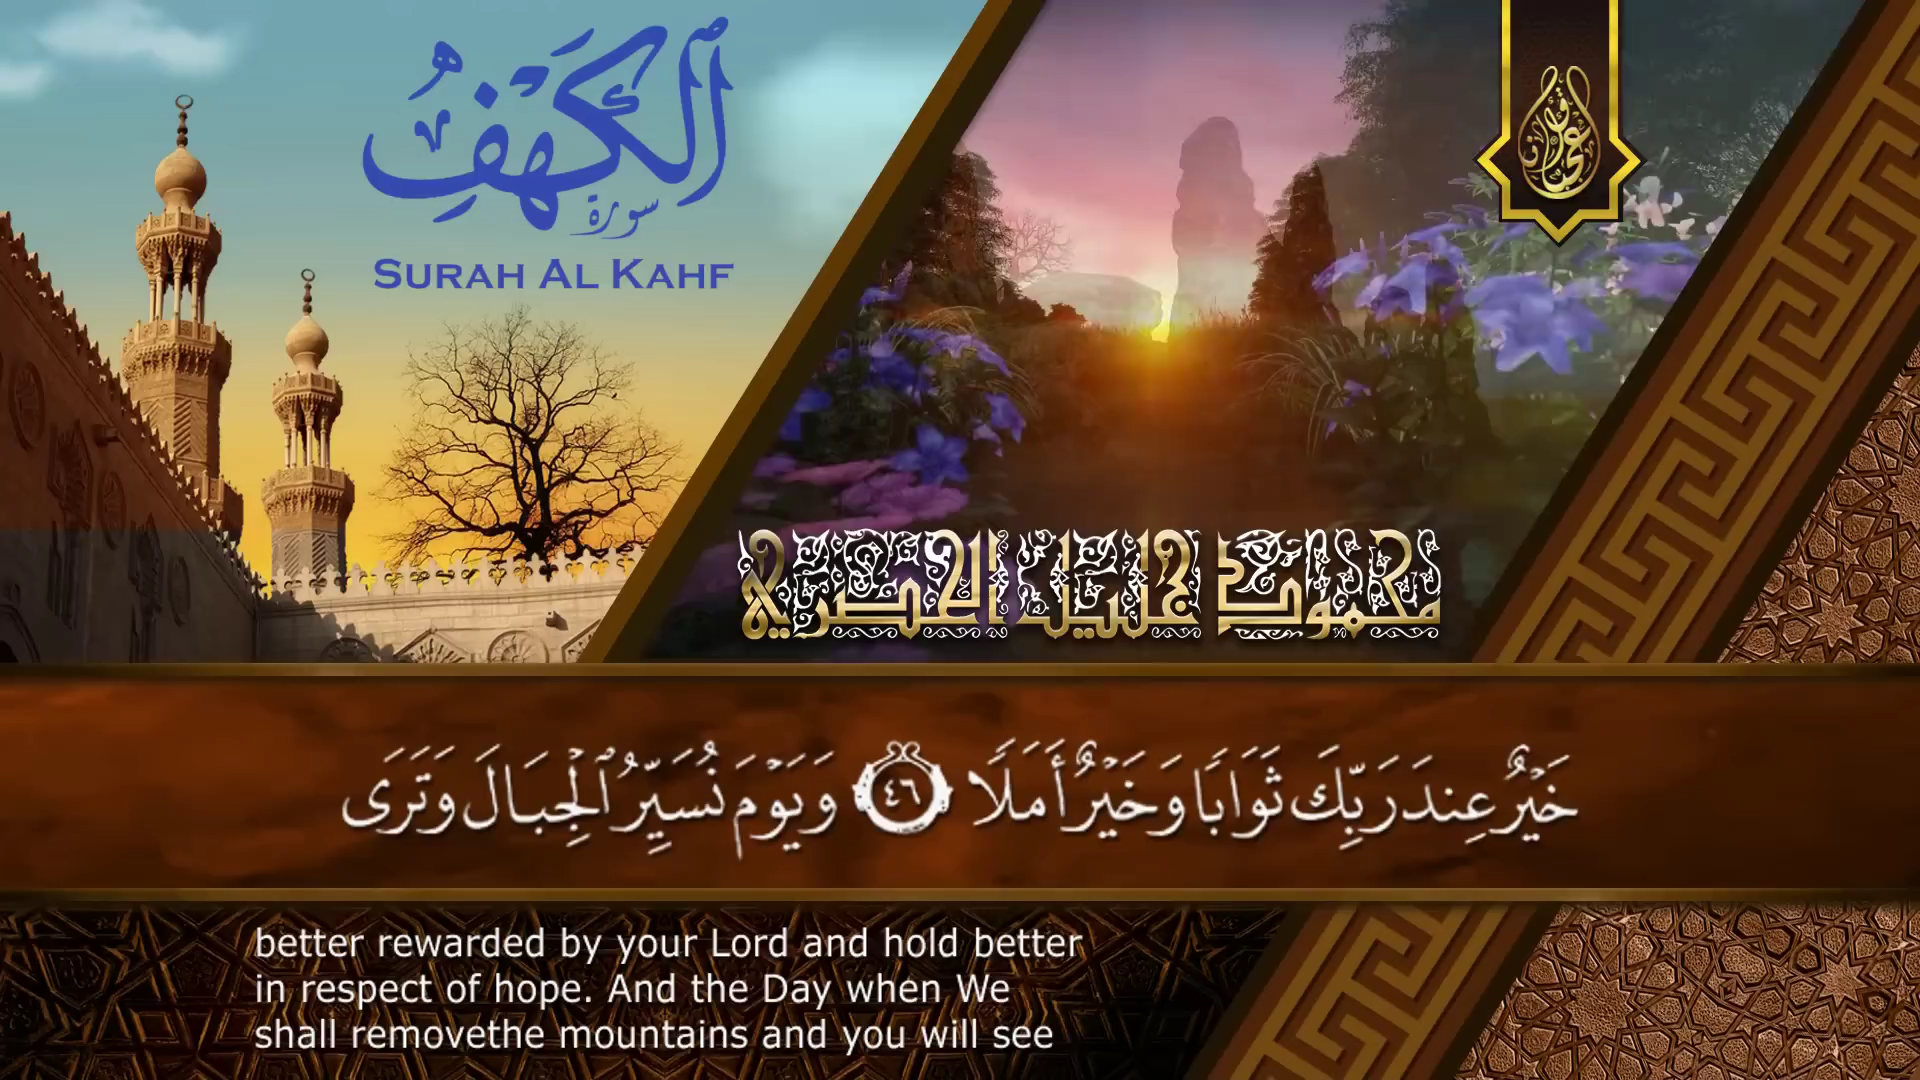 ٱلْكَهْفِ
سورة
SURAH AL KAHF
محمود خليل الحصري
خَيْرٌ عِندَ رَبِّكَ ثَوَابًا وَخَيْرٌ أَمَلًا ٤٦ وَيَوْمَ نُسَيِّرُ ٱلْجِبَالَ وَتَرَى
better rewarded by your Lord and hold better
in respect of hope. And the Day when We
shall removethe mountains and you will see